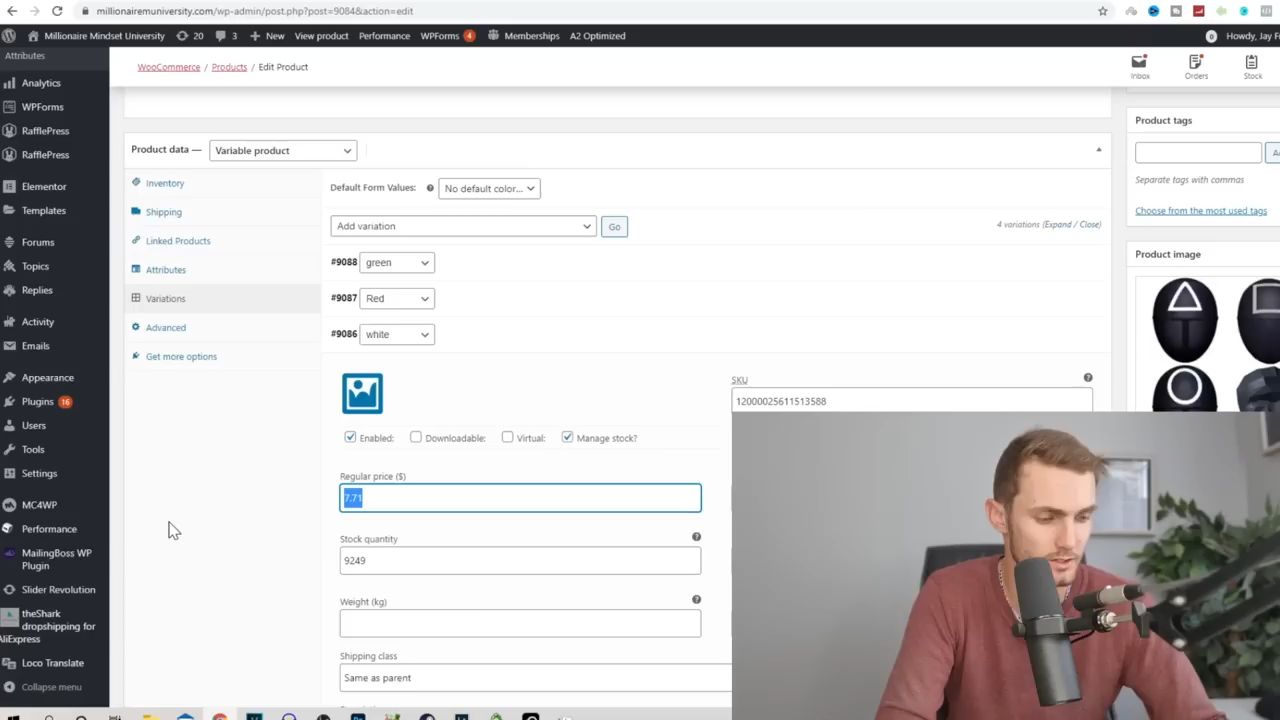 millionairemuniversity.com/wp-admin/post.php?post=9084&action=edit
Millionaire Mindset University
20
3
New
View product
Performance
WPForms 4
Memberships
A2 Optimized
Howdy, Jay F
Attributes
Analytics
WPForms
RafflePress
RafflePress
Elementor
Templates
Forums
Topics
Replies
Activity
Emails
Appearance
Plugins 16
Users
Tools
Settings
MC4WP
Performance
MailingBoss WP
Plugin
Slider Revolution
theShark
dropshipping for
AliExpress
Loco Translate
Collapse menu
WooCommerce / Products / Edit Product
Inbox
Orders
Stock
Product data —
Variable product
Inventory
Shipping
Linked Products
Attributes
Variations
Advanced
Get more options
Default Form Values:
No default color...
Add variation
Go
4 variations (Expand / Close)
#9088 green
#9087 Red
#9086 white
SKU
12000025611513588
Enabled:
Downloadable:
Virtual:
Manage stock?
Regular price ($)
7.71
Stock quantity
9249
Weight (kg)
Shipping class
Same as parent
Product tags
Separate tags with commas
Choose from the most used tags
Product image